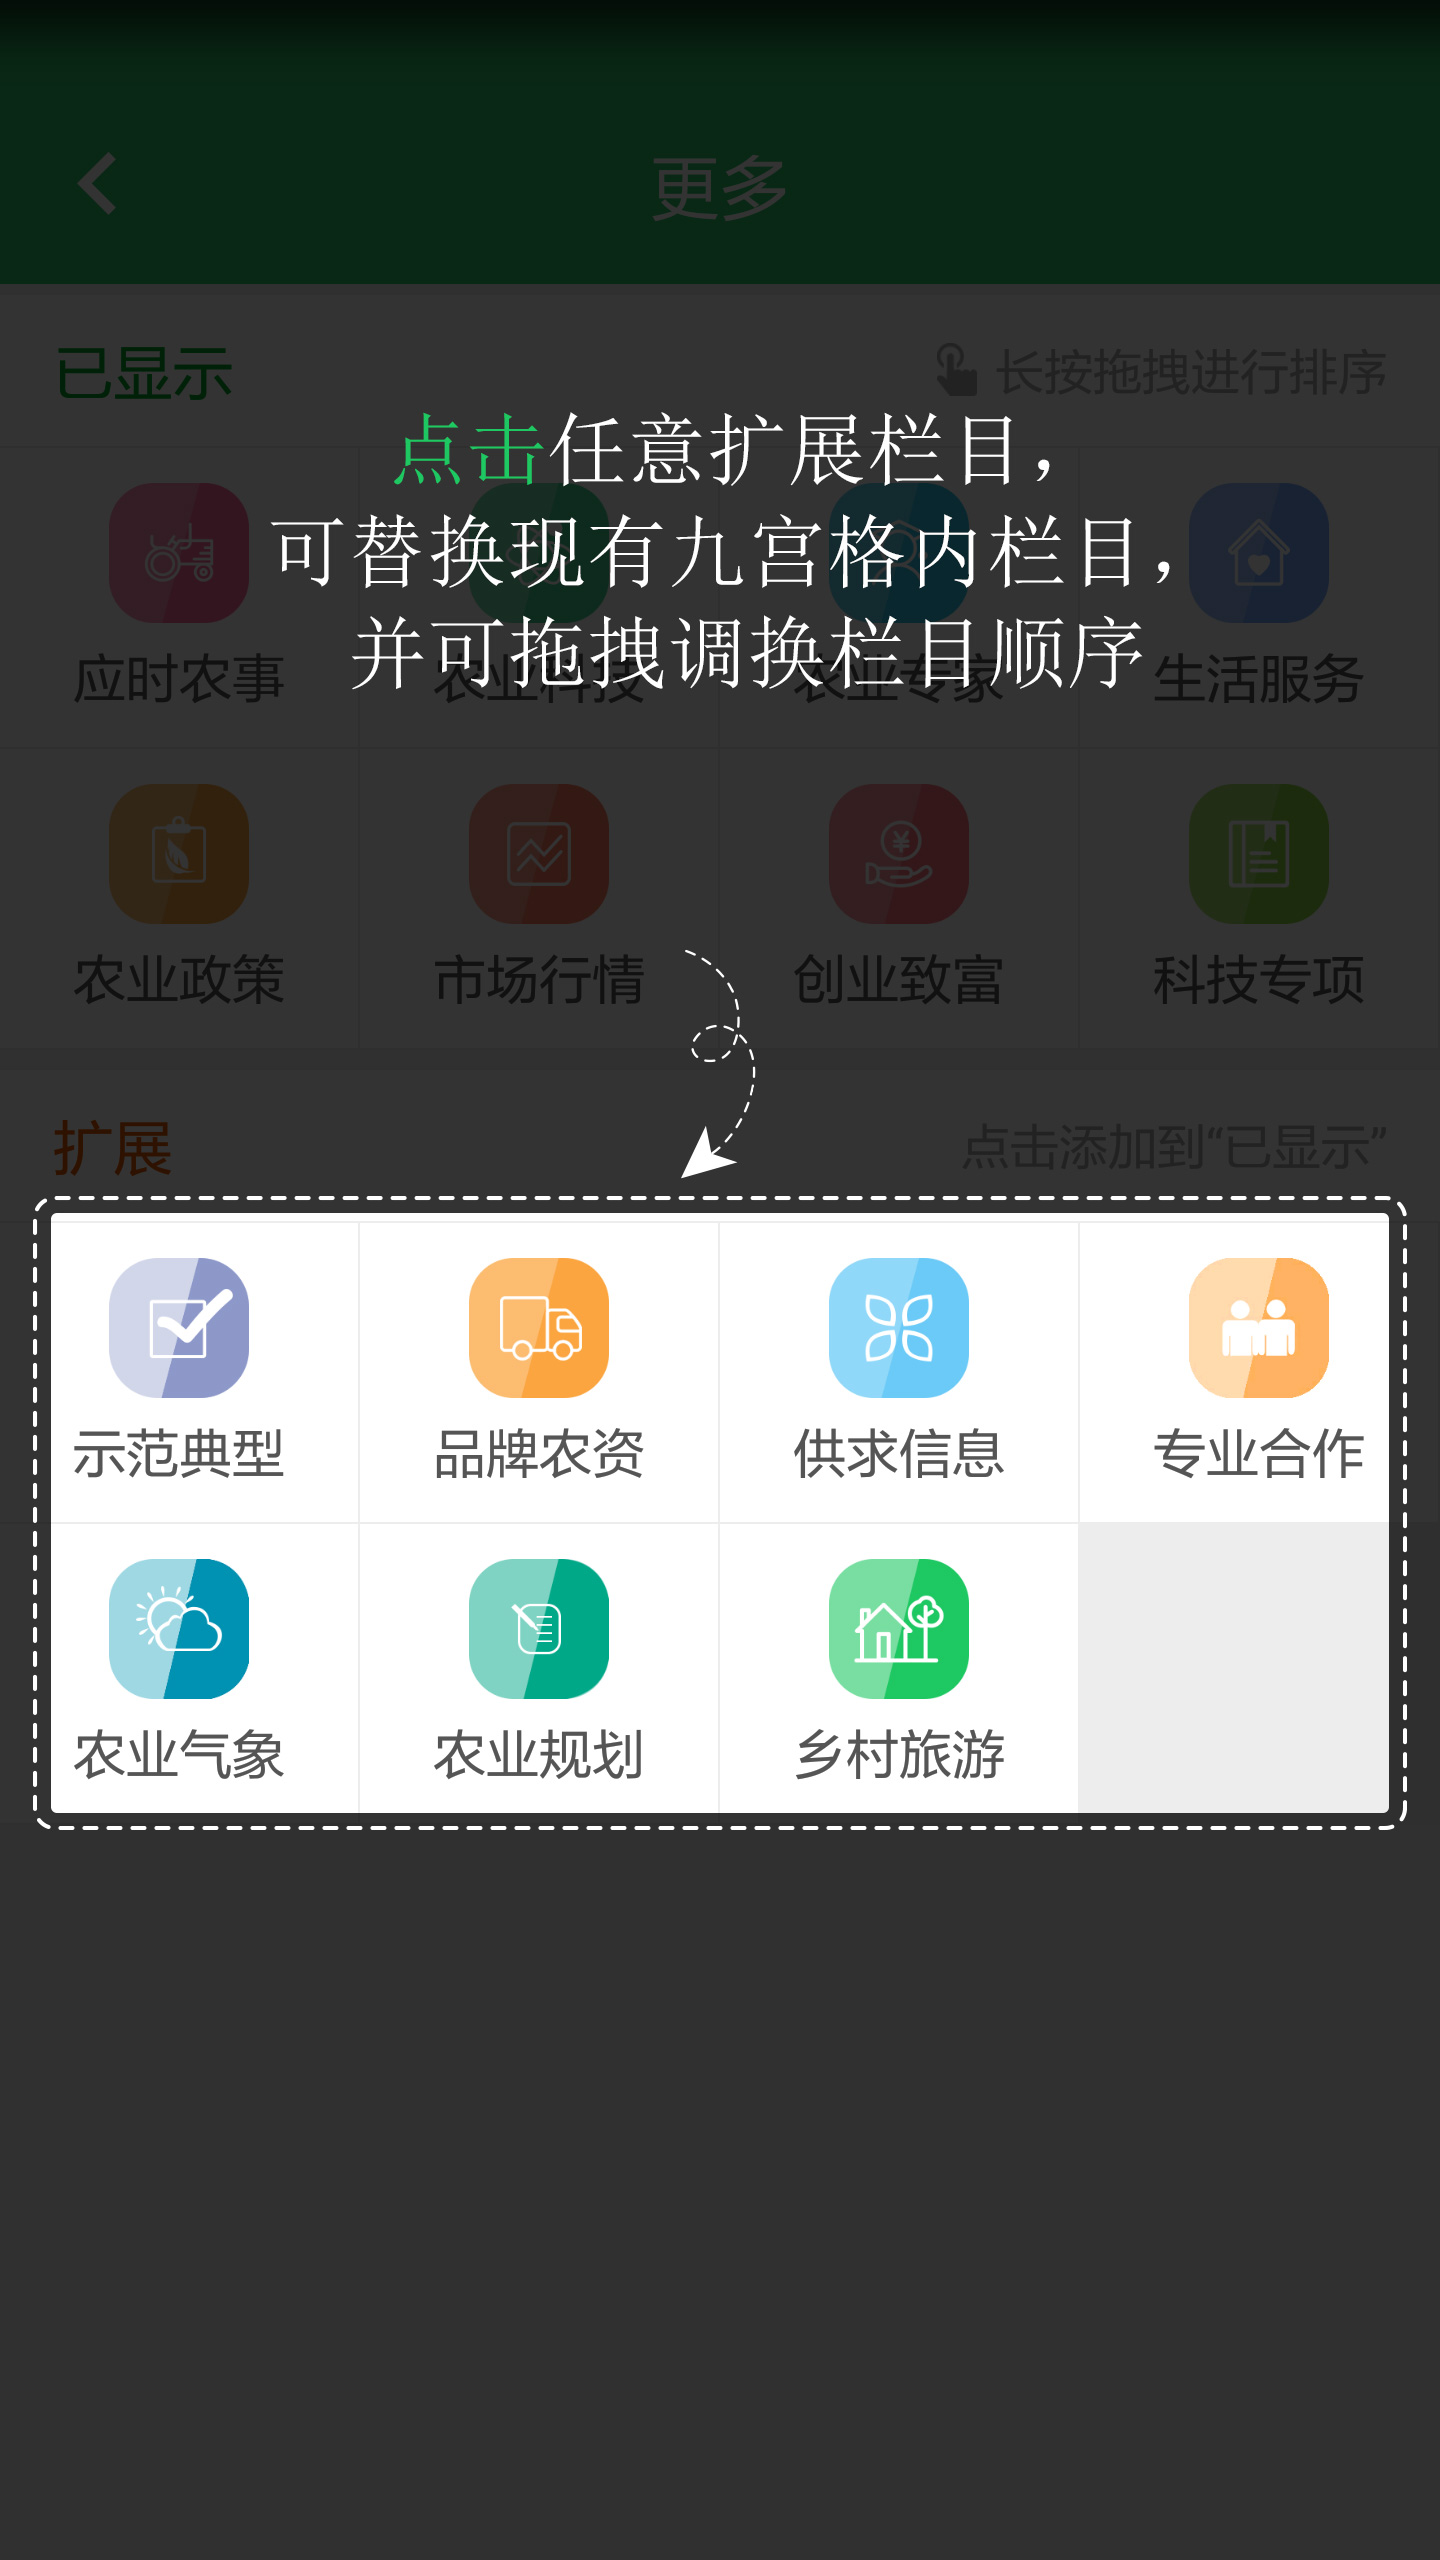 更多
已显示
长按拖拽进行排序
点击任意扩展栏目，
可替换现有九宫格内栏目，
并可拖拽调换栏目顺序
应时农事
农业科技
农业专家
生活服务
农业政策
市场行情
创业致富
科技专项
扩展
点击添加到“已显示”
示范典型
品牌农资
供求信息
专业合作
农业气象
农业规划
乡村旅游